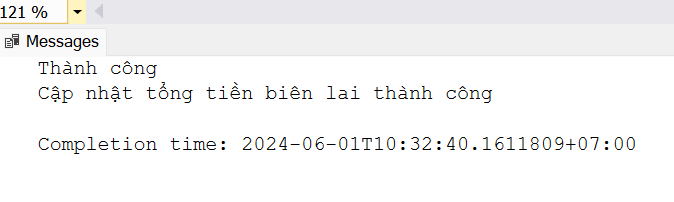 121 %
Messages
Thành công
Cập nhật tổng tiền biên lai thành công
Completion time: 2024-06-01T10:32:40.1611809+07:00